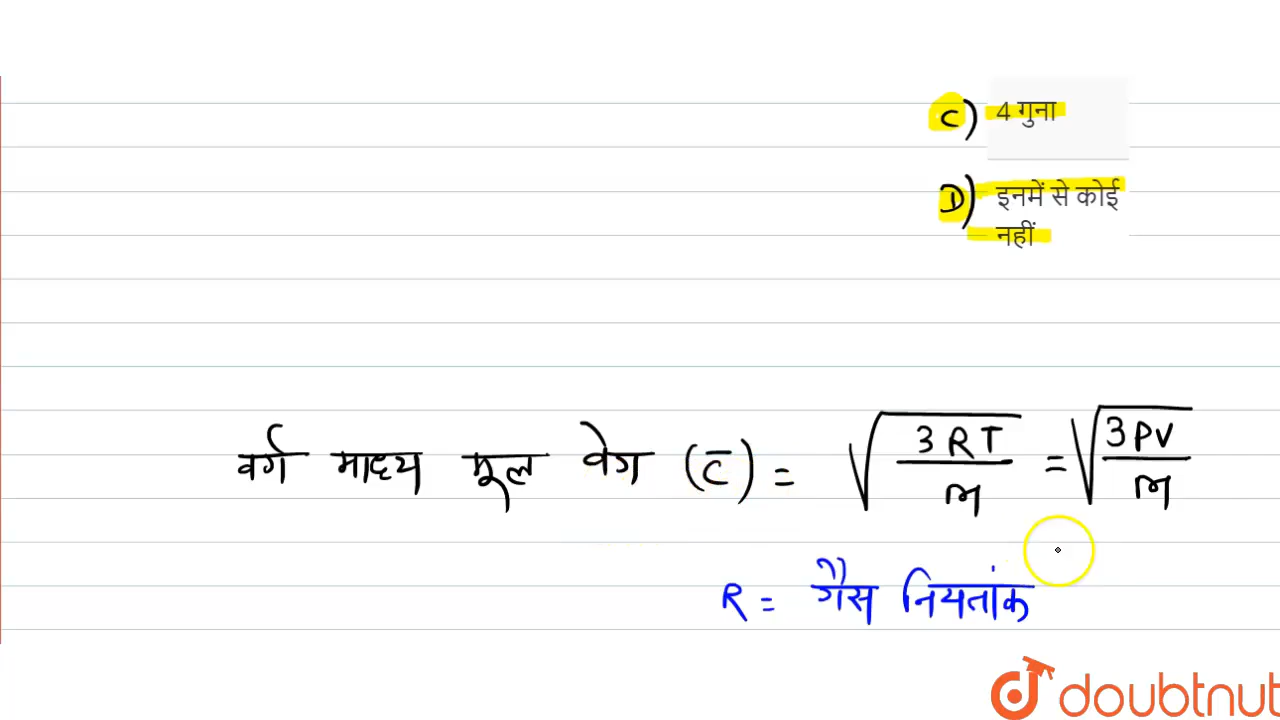 C) 4 गुना
D) इनमें से कोई
नहीं
वर्ग माध्य मूल वेग (c̅) = √(3RT/M) = √(3PV/M)
R = गैस नियतांक
doubtnut